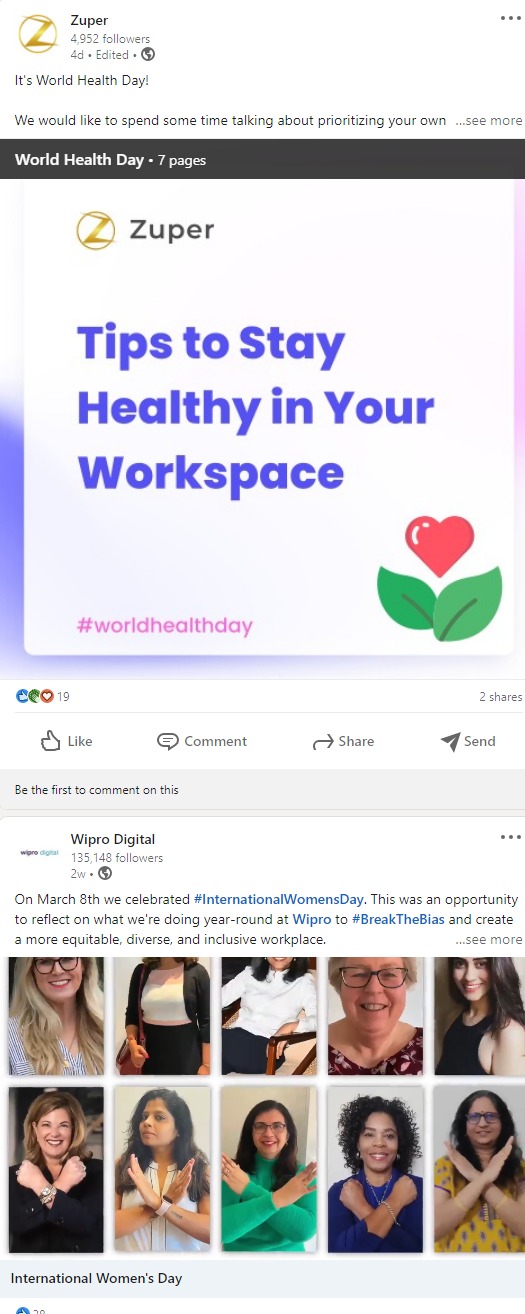 Zuper
4,952 followers
4d • Edited •
It's World Health Day!
We would like to spend some time talking about prioritizing your own ...see more
World Health Day • 7 pages
Zuper
Tips to Stay
Healthy in Your
Workspace
#worldhealthday
19
2 shares
Like
Comment
Share
Send
Be the first to comment on this
wipro digital
Wipro Digital
135,148 followers
2w •
On March 8th we celebrated #InternationalWomensDay. This was an opportunity
to reflect on what we're doing year-round at Wipro to #BreakTheBias and create
a more equitable, diverse, and inclusive workplace. ...see more
International Women's Day